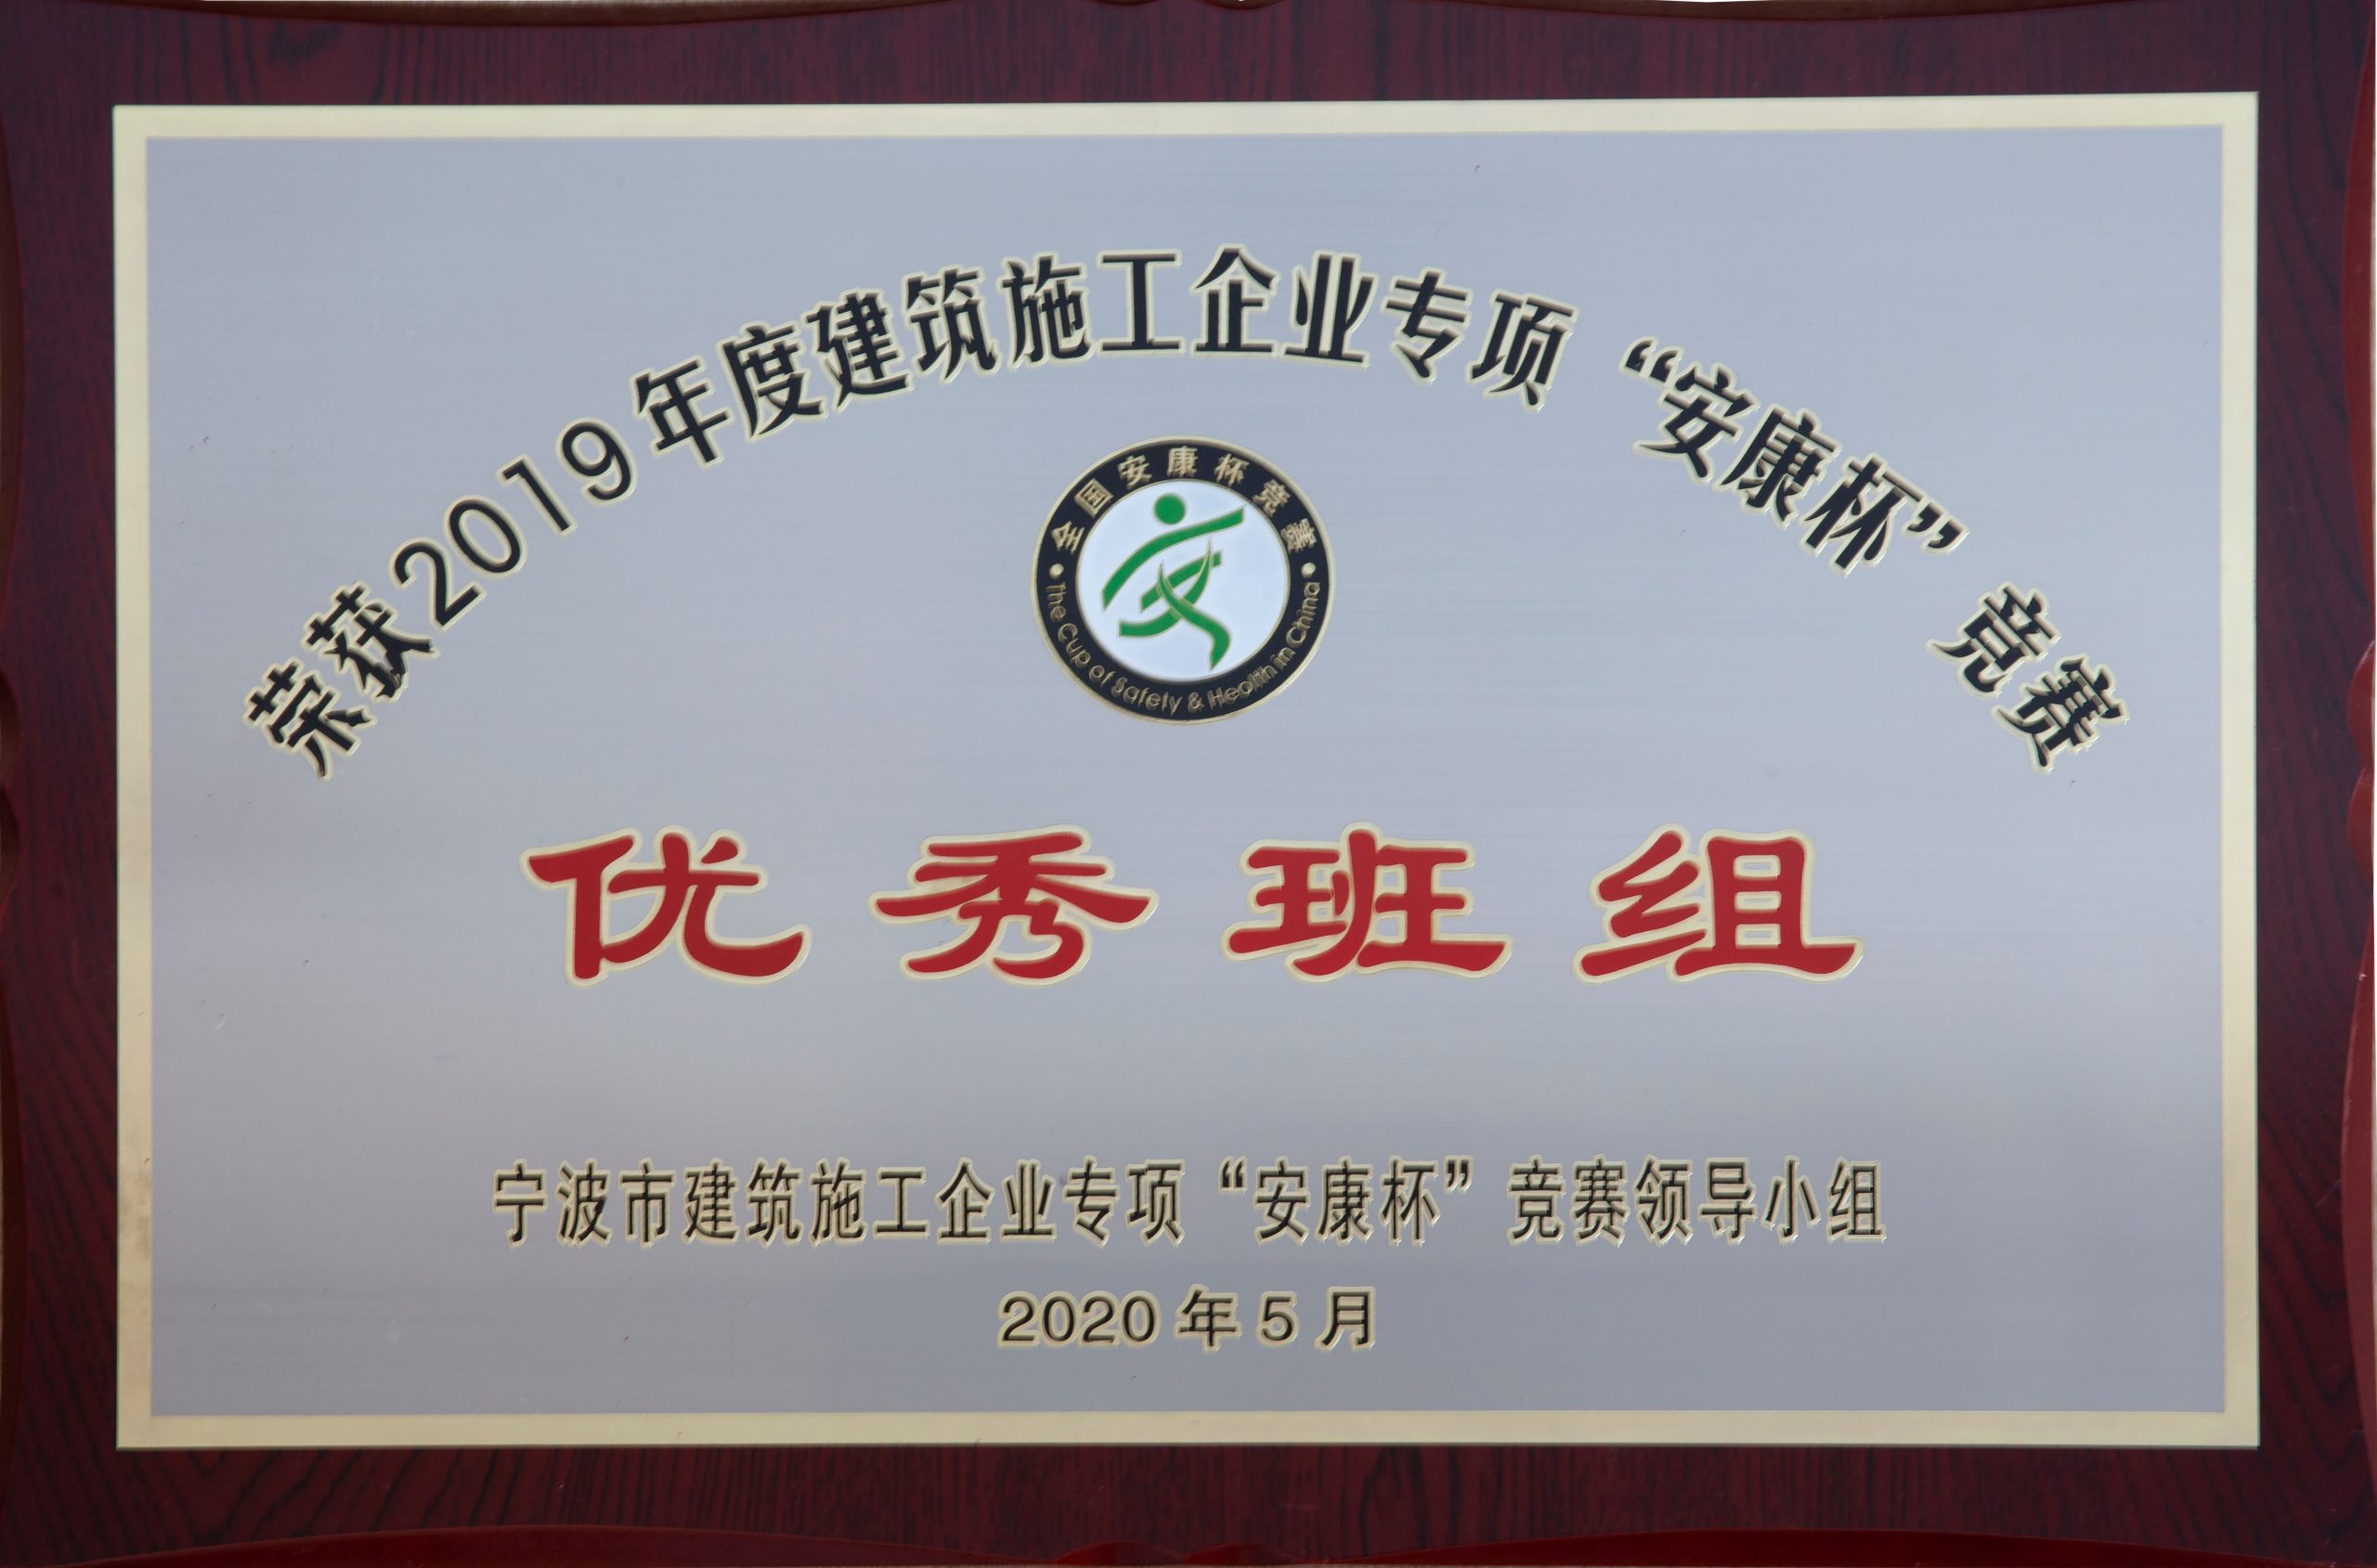 荣获2019年度建筑施工企业专项“安康杯”竞赛
全国安康杯竞赛
The Cup of Safety & Health in China
优秀班组
宁波市建筑施工企业专项“安康杯”竞赛领导小组
2020年5月